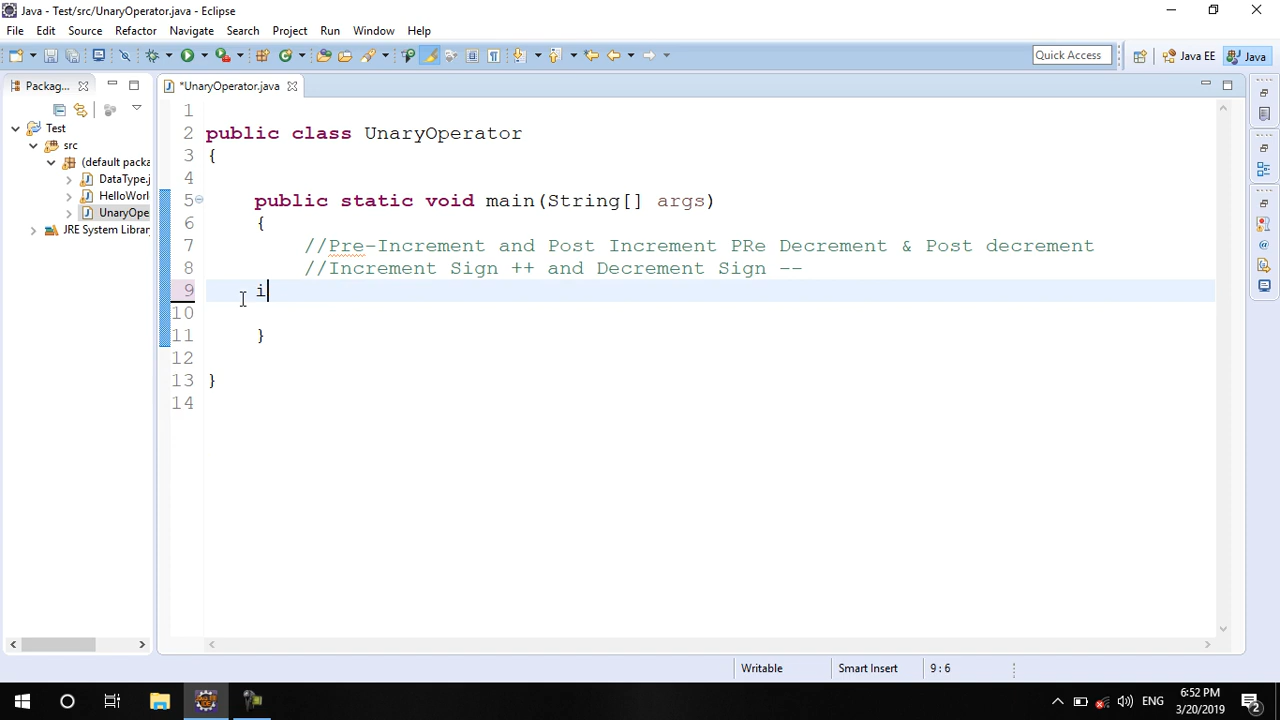 Java - Test/src/UnaryOperator.java - Eclipse
File Edit Source Refactor Navigate Search Project Run Window Help
Quick Access Java EE Java
Packag... *UnaryOperator.java
Test
src
(default packa
DataType.j
HelloWorl
UnaryOpe
JRE System Library
1
2 public class UnaryOperator
3 {
4
5 public static void main(String[] args)
6 {
7 //Pre-Increment and Post Increment PRe Decrement & Post decrement
8 //Increment Sign ++ and Decrement Sign --
9 i
10
11 }
12
13 }
14
Writable Smart Insert 9 : 6
ENG 6:52 PM
3/20/2019 2